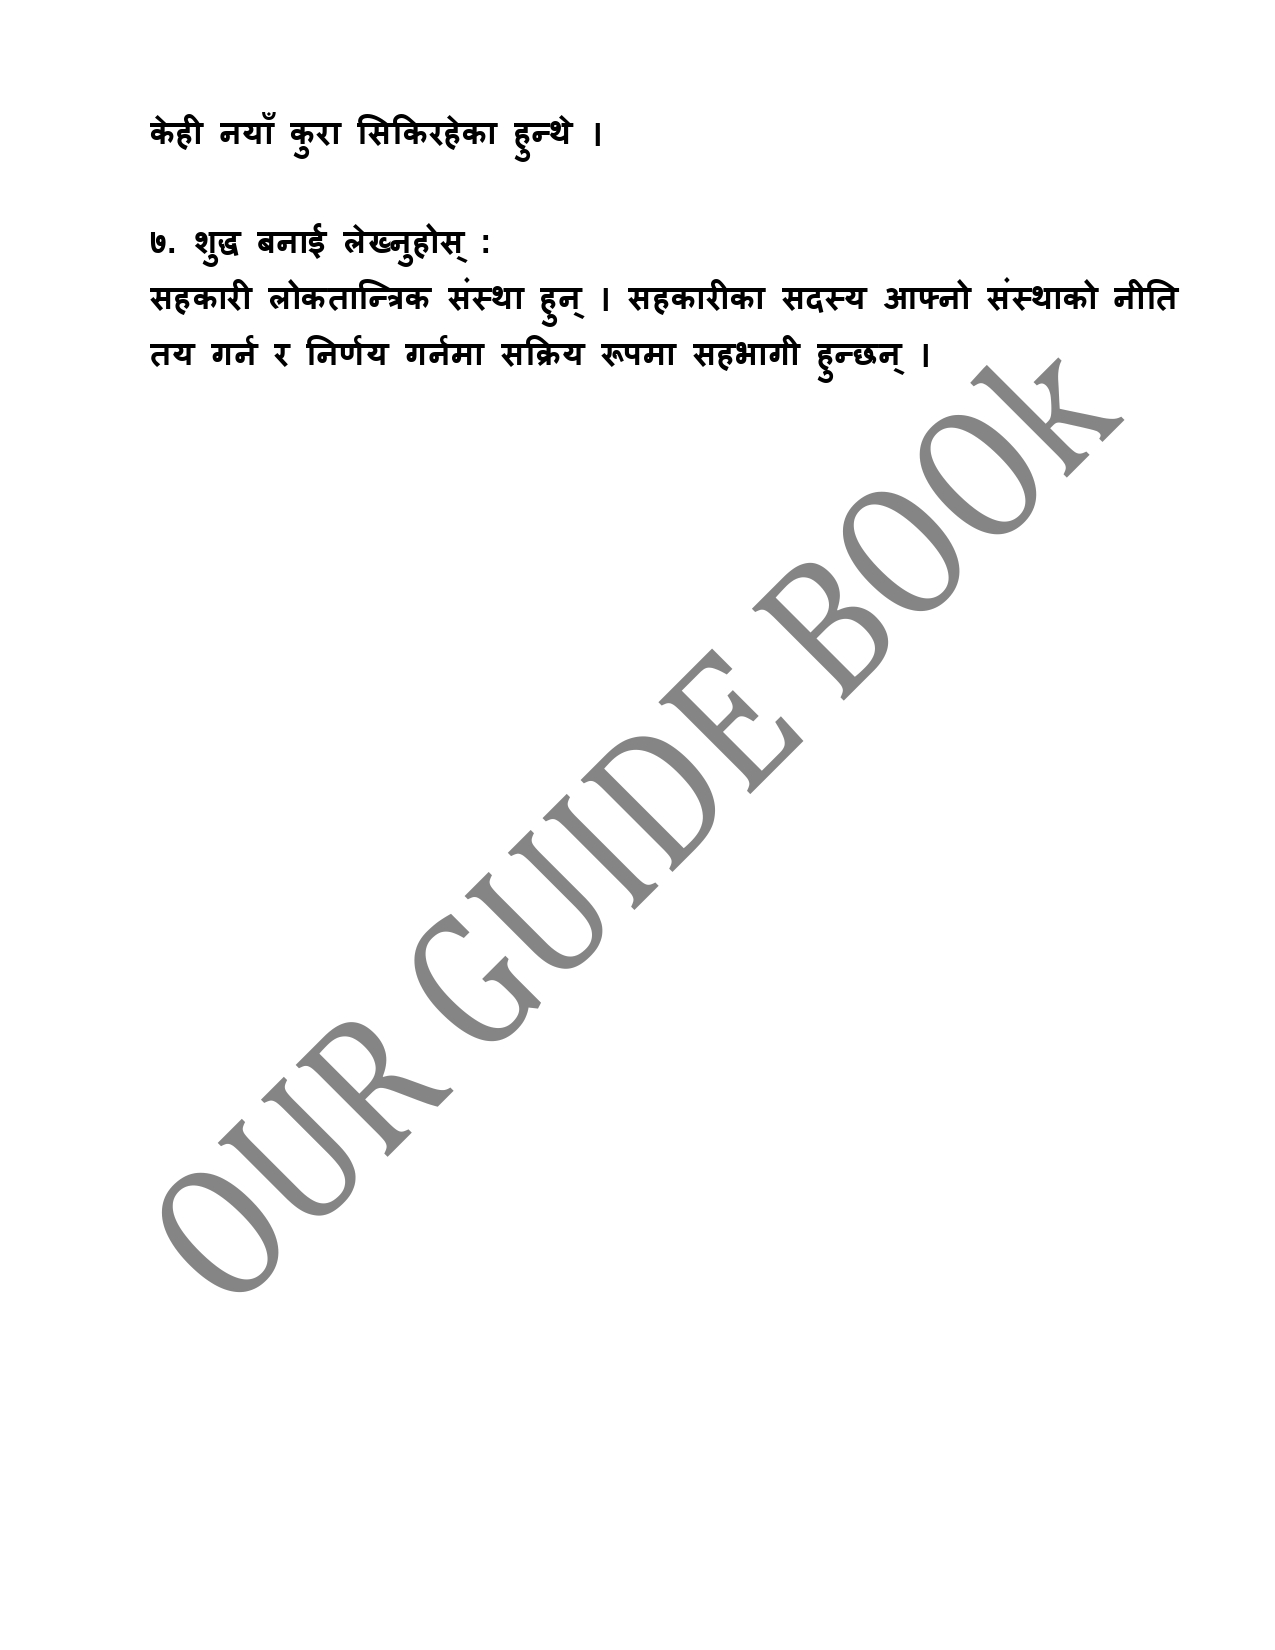 केही नयाँ कुरा सिकिरहेका हुन्थे ।
७. शुद्ध बनाई लेख्नुहोस् :
सहकारी लोकतान्त्रिक संस्था हुन् । सहकारीका सदस्य आफ्नो संस्थाको नीति
तय गर्न र निर्णय गर्नमा सक्रिय रूपमा सहभागी हुन्छन् ।
OUR GUIDE BOOk